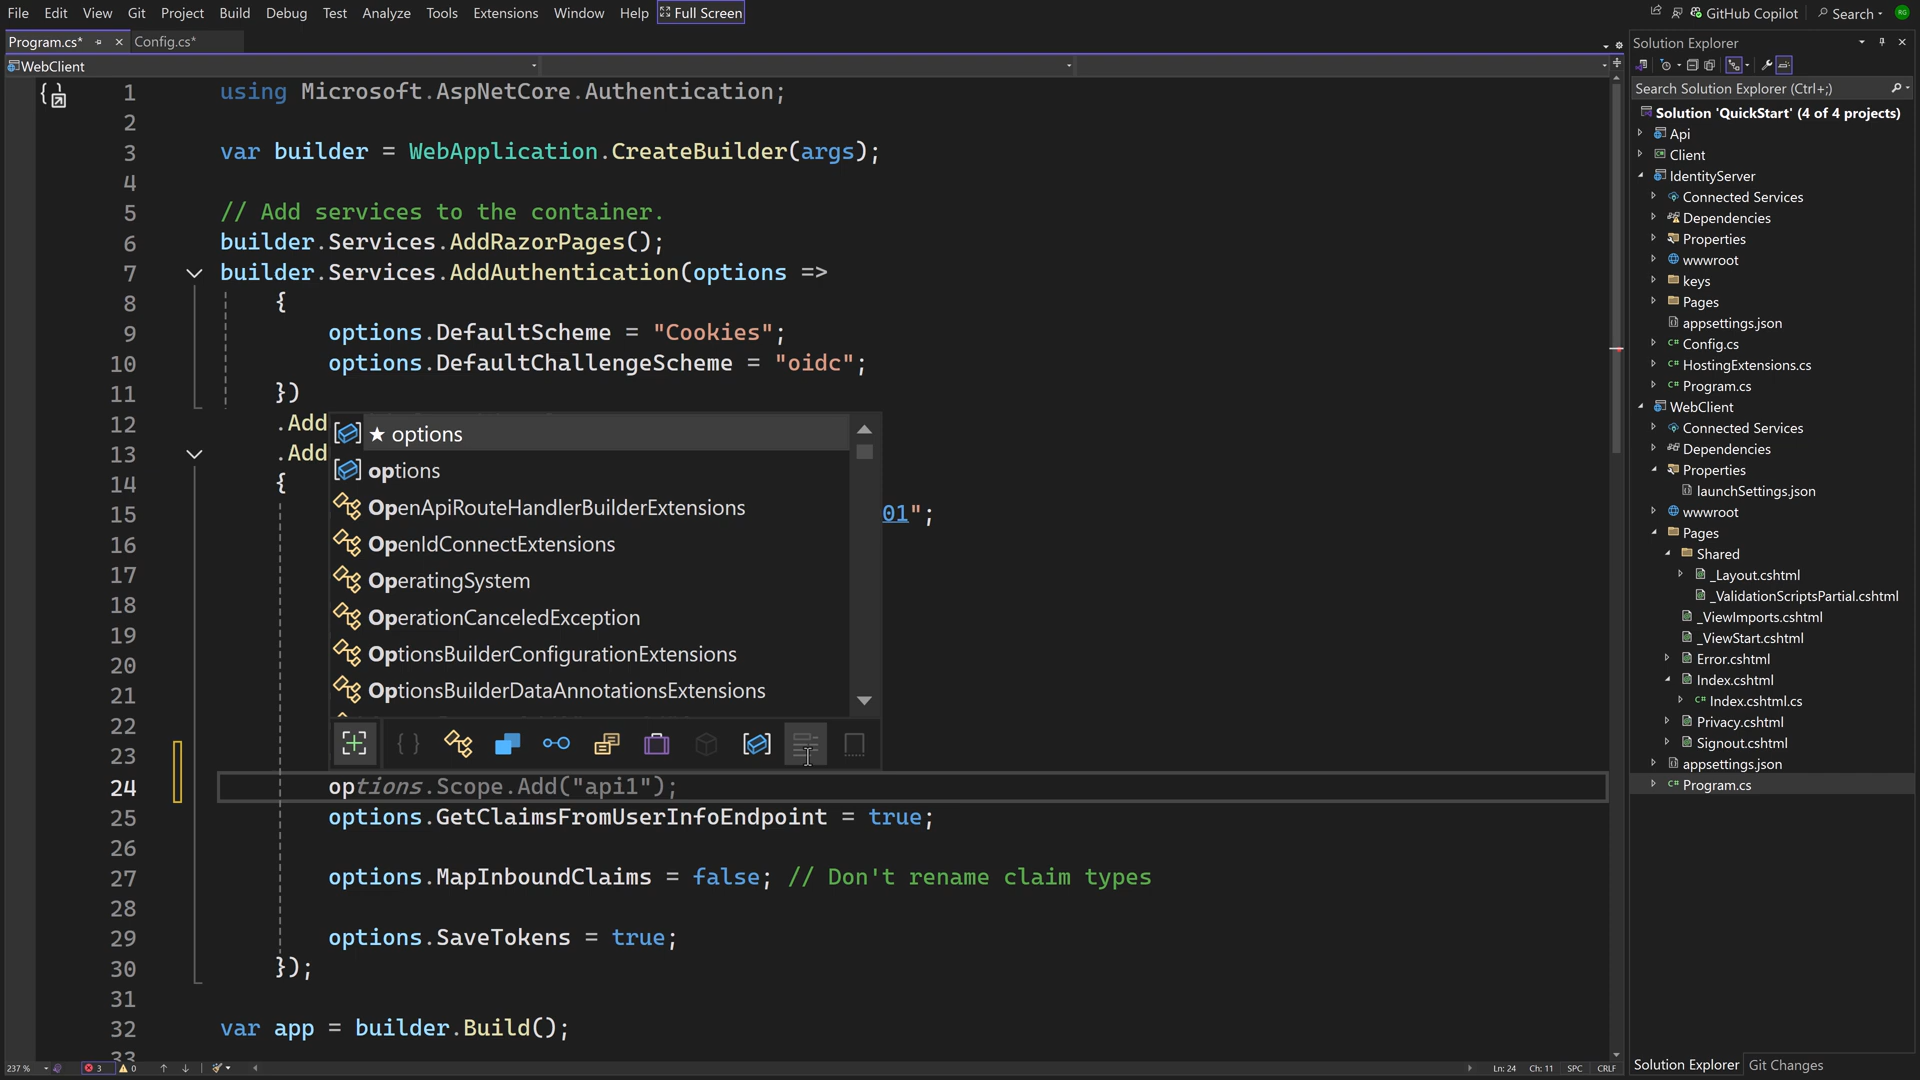 File Edit View Git Project Build Debug Test Analyze Tools Extensions Window Help Full Screen GitHub Copilot Search RG
Program.cs* Config.cs*
WebClient
1 using Microsoft.AspNetCore.Authentication;
2
3 var builder = WebApplication.CreateBuilder(args);
4
5 // Add services to the container.
6 builder.Services.AddRazorPages();
7 builder.Services.AddAuthentication(options =>
8 {
9 options.DefaultScheme = "Cookies";
10 options.DefaultChallengeScheme = "oidc";
11 })
12 .Add
13 .Add
14 {
15 01";
16
17
18
19
20
21
22
23
★ options
options
OpenApiRouteHandlerBuilderExtensions
OpenIdConnectExtensions
OperatingSystem
OperationCanceledException
OptionsBuilderConfigurationExtensions
OptionsBuilderDataAnnotationsExtensions
24 options.Scope.Add("api1");
25 options.GetClaimsFromUserInfoEndpoint = true;
26
27 options.MapInboundClaims = false; // Don't rename claim types
28
29 options.SaveTokens = true;
30 });
31
32 var app = builder.Build();
33
237 % 3 0 Ln: 24 Ch: 11 SPC CRLF
Solution Explorer
Search Solution Explorer (Ctrl+;)
Solution 'QuickStart' (4 of 4 projects)
Api
Client
IdentityServer
Connected Services
Dependencies
Properties
wwwroot
keys
Pages
appsettings.json
Config.cs
HostingExtensions.cs
Program.cs
WebClient
Connected Services
Dependencies
Properties
launchSettings.json
wwwroot
Pages
Shared
_Layout.cshtml
_ValidationScriptsPartial.cshtml
_ViewImports.cshtml
_ViewStart.cshtml
Error.cshtml
Index.cshtml
Index.cshtml.cs
Privacy.cshtml
Signout.cshtml
appsettings.json
Program.cs
Solution Explorer Git Changes